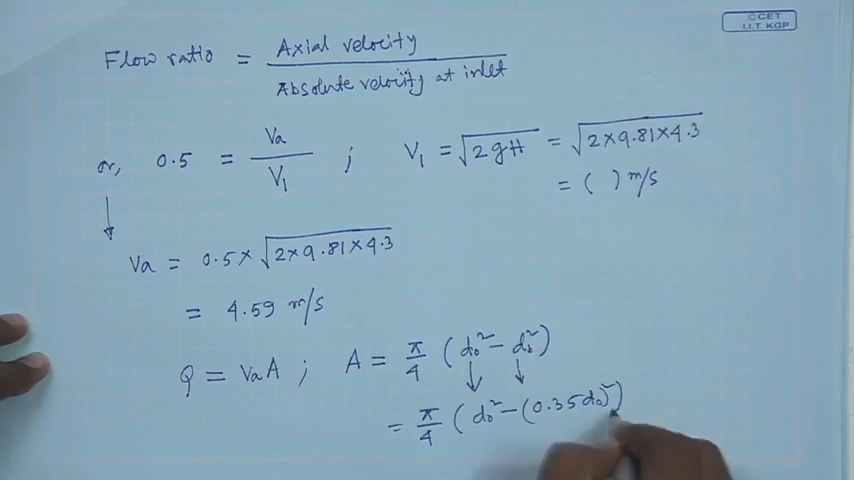 © CET
I.I.T. KGP
Flow ratio = Axial velocity / Absolute velocity at inlet
or, 0.5 = Va / V1 ; V1 = √2gH = √2×9.81×4.3
= ( ) m/s
Va = 0.5 × √2×9.81×4.3
= 4.59 m/s
Q = VaA ; A = π/4 (do² - db²)
= π/4 (do² - (0.35do)²)